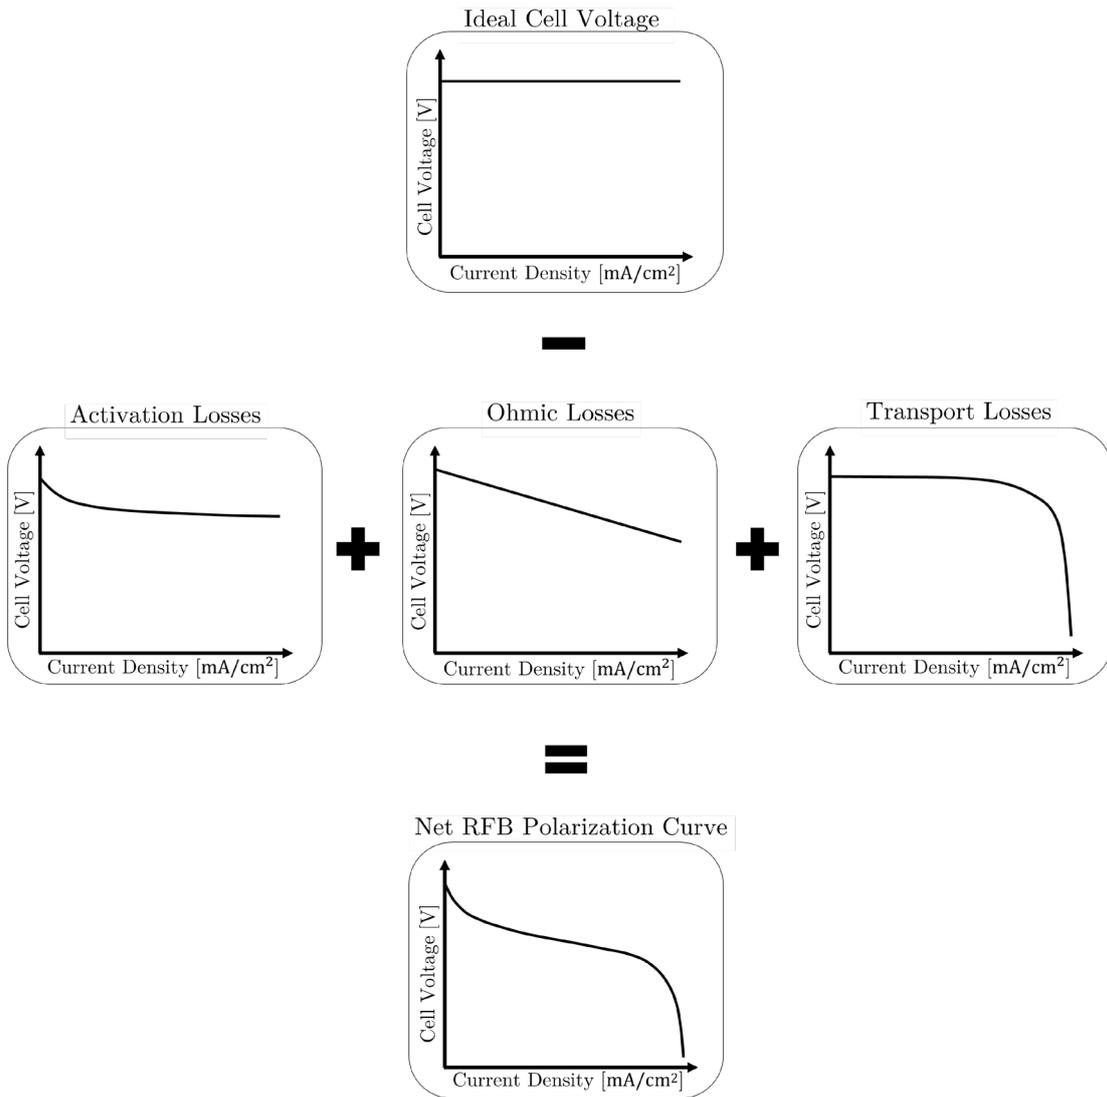 Ideal Cell Voltage
Cell Voltage [V]
Current Density [mA/cm²]
Activation Losses
Cell Voltage [V]
Current Density [mA/cm²]
Ohmic Losses
Cell Voltage [V]
Current Density [mA/cm²]
Transport Losses
Cell Voltage [V]
Current Density [mA/cm²]
Net RFB Polarization Curve
Cell Voltage [V]
Current Density [mA/cm²]